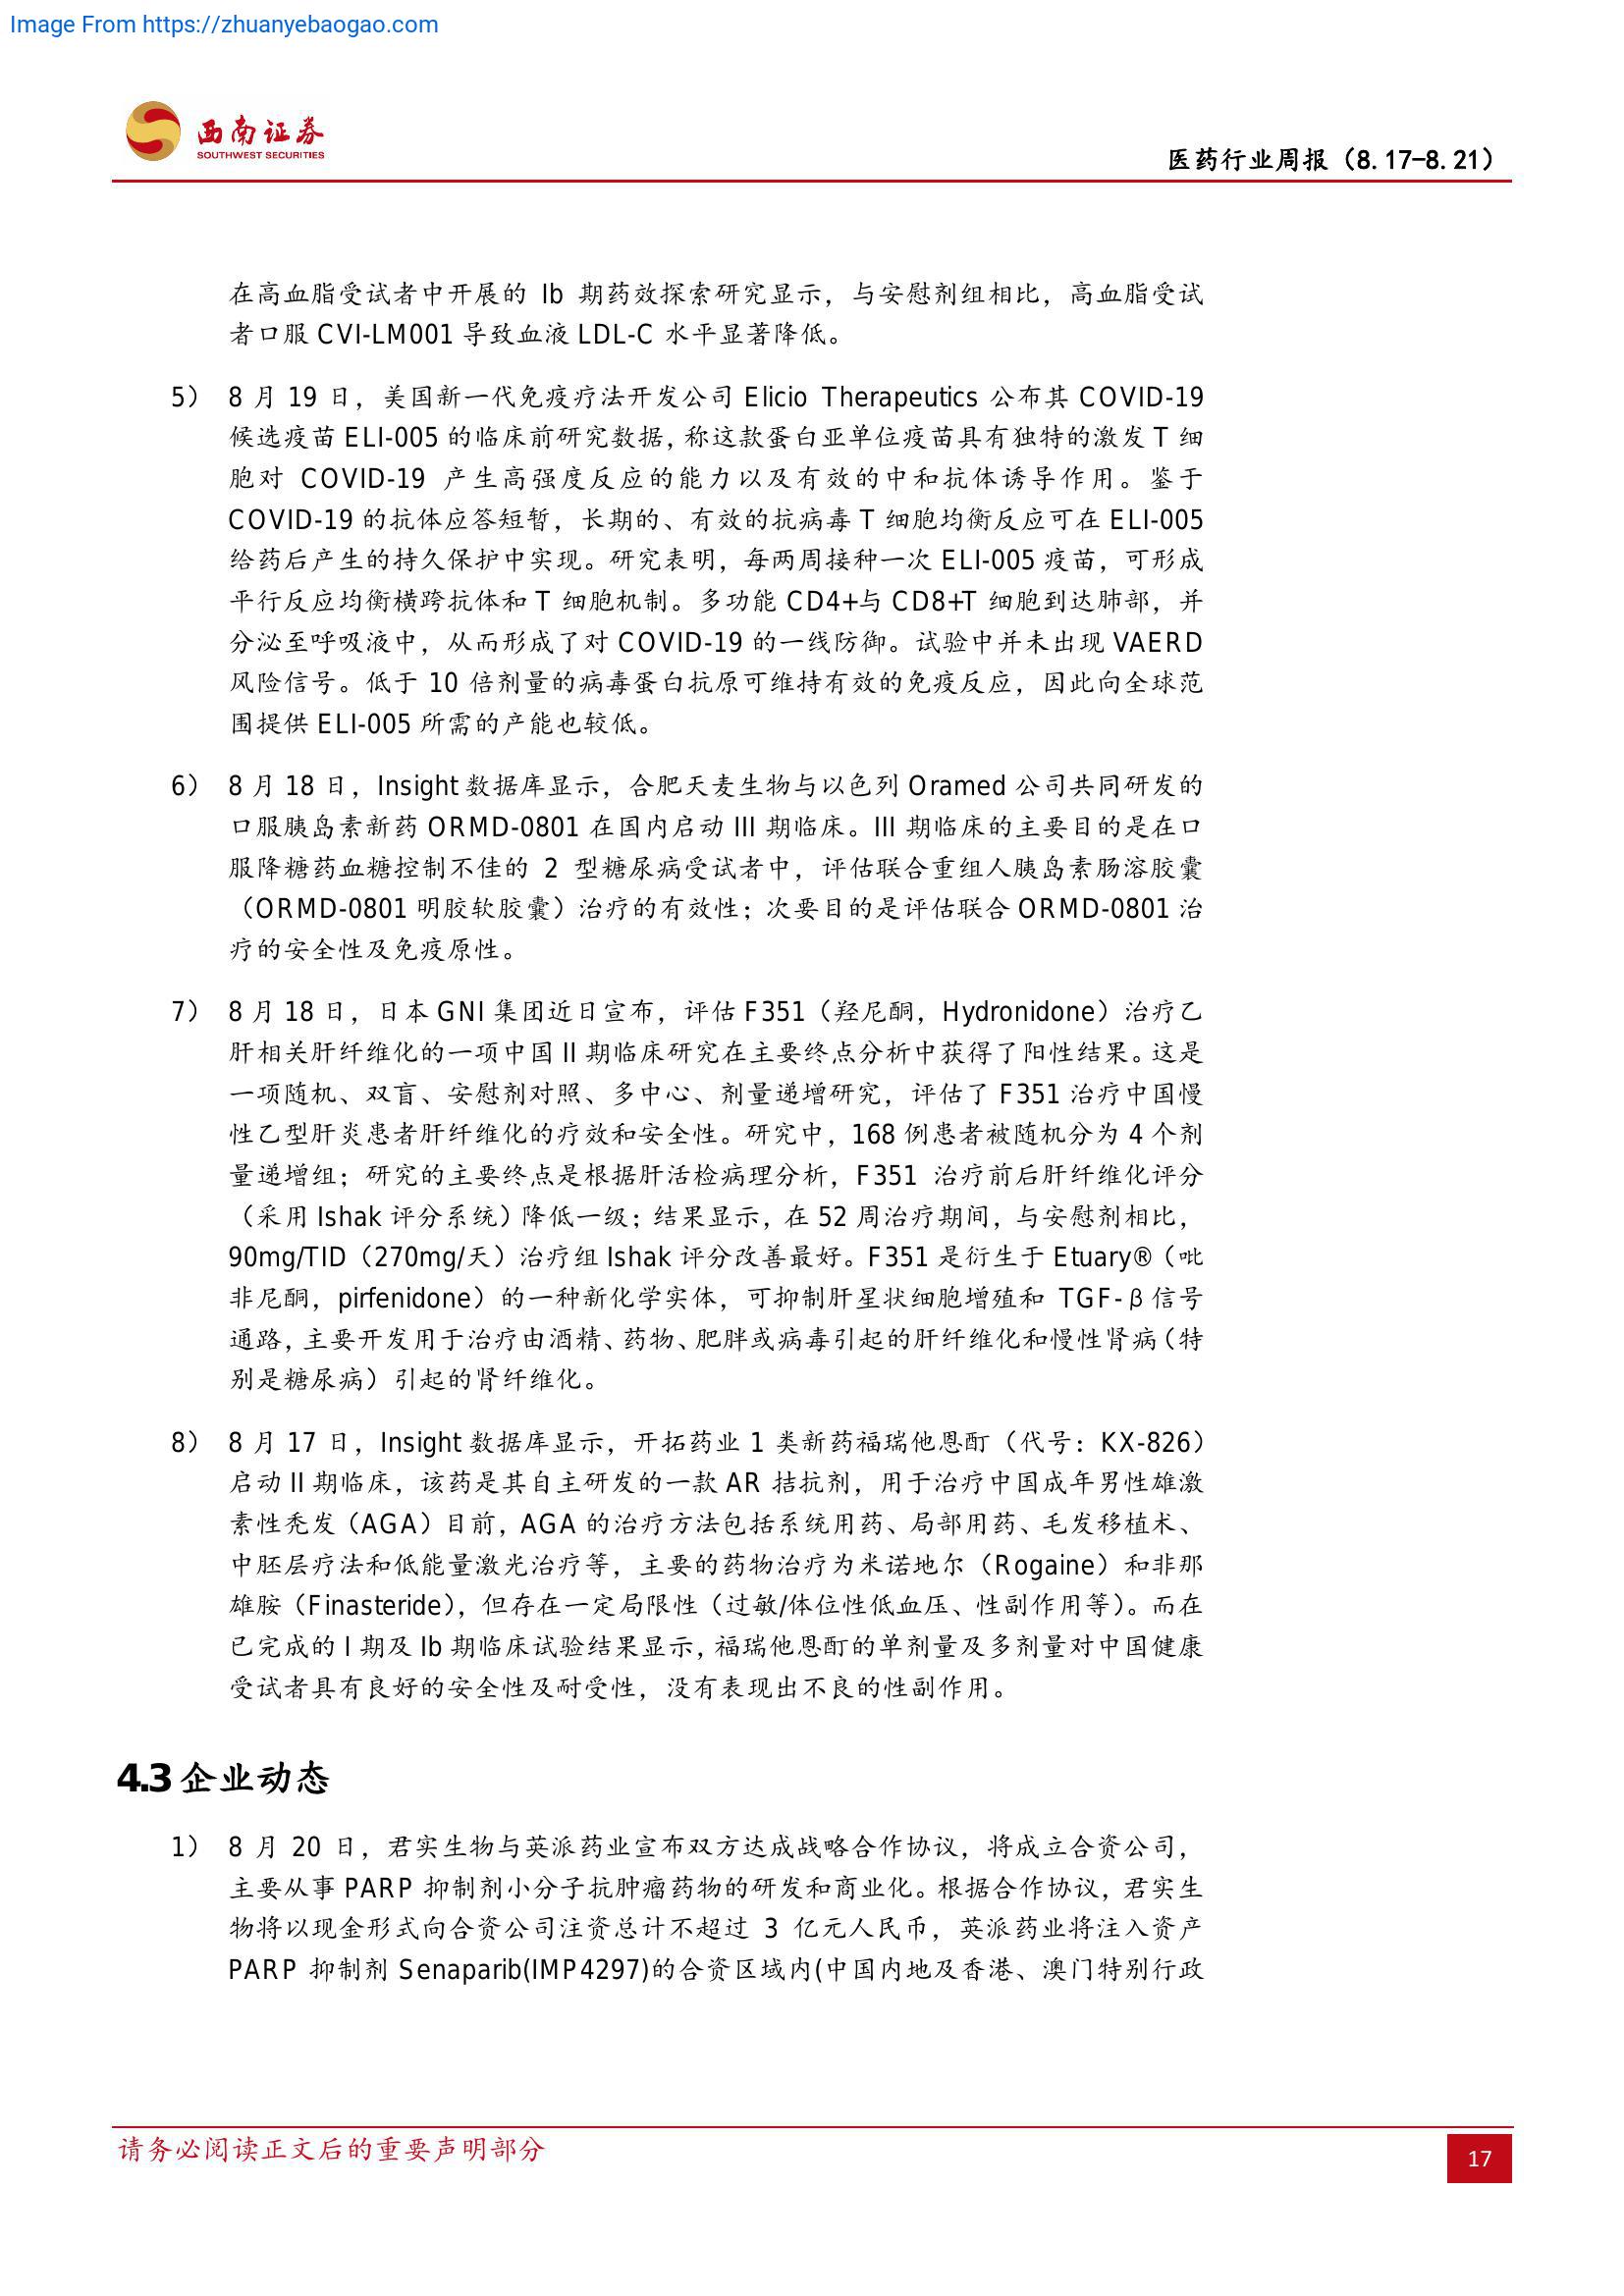 Image From https://zhuanyebaogao.com
西南证券
SOUTHWEST SECURITIES
医药行业周报（8.17-8.21）
在高血脂受试者中开展的 Ib 期药效探索研究显示，与安慰剂组相比，高血脂受试
者口服 CVI-LM001 导致血液 LDL-C 水平显著降低。
5） 8 月 19 日，美国新一代免疫疗法开发公司 Elicio Therapeutics 公布其 COVID-19
候选疫苗 ELI-005 的临床前研究数据，称这款蛋白亚单位疫苗具有独特的激发 T 细
胞对 COVID-19 产生高强度反应的能力以及有效的中和抗体诱导作用。鉴于
COVID-19 的抗体应答短暂，长期的、有效的抗病毒 T 细胞均衡反应可在 ELI-005
给药后产生的持久保护中实现。研究表明，每两周接种一次 ELI-005 疫苗，可形成
平行反应均衡横跨抗体和 T 细胞机制。多功能 CD4+与 CD8+T 细胞到达肺部，并
分泌至呼吸液中，从而形成了对 COVID-19 的一线防御。试验中并未出现 VAERD
风险信号。低于 10 倍剂量的病毒蛋白抗原可维持有效的免疫反应，因此向全球范
围提供 ELI-005 所需的产能也较低。
6） 8 月 18 日，Insight 数据库显示，合肥天麦生物与以色列 Oramed 公司共同研发的
口服胰岛素新药 ORMD-0801 在国内启动 III 期临床。III 期临床的主要目的是在口
服降糖药血糖控制不佳的 2 型糖尿病受试者中，评估联合重组人胰岛素肠溶胶囊
（ORMD-0801 明胶软胶囊）治疗的有效性；次要目的是评估联合 ORMD-0801 治
疗的安全性及免疫原性。
7） 8 月 18 日，日本 GNI 集团近日宣布，评估 F351（羟尼酮，Hydronidone）治疗乙
肝相关肝纤维化的一项中国 II 期临床研究在主要终点分析中获得了阳性结果。这是
一项随机、双盲、安慰剂对照、多中心、剂量递增研究，评估了 F351 治疗中国慢
性乙型肝炎患者肝纤维化的疗效和安全性。研究中，168 例患者被随机分为 4 个剂
量递增组；研究的主要终点是根据肝活检病理分析，F351 治疗前后肝纤维化评分
（采用 Ishak 评分系统）降低一级；结果显示，在 52 周治疗期间，与安慰剂相比，
90mg/TID（270mg/天）治疗组 Ishak 评分改善最好。F351 是衍生于 Etuary®（吡
非尼酮，pirfenidone）的一种新化学实体，可抑制肝星状细胞增殖和 TGF-β信号
通路，主要开发用于治疗由酒精、药物、肥胖或病毒引起的肝纤维化和慢性肾病（特
别是糖尿病）引起的肾纤维化。
8） 8 月 17 日，Insight 数据库显示，开拓药业 1 类新药福瑞他恩酊（代号：KX-826）
启动 II 期临床，该药是其自主研发的一款 AR 拮抗剂，用于治疗中国成年男性雄激
素性秃发（AGA）目前，AGA 的治疗方法包括系统用药、局部用药、毛发移植术、
中胚层疗法和低能量激光治疗等，主要的药物治疗为米诺地尔（Rogaine）和非那
雄胺（Finasteride），但存在一定局限性（过敏/体位性低血压、性副作用等）。而在
已完成的 I 期及 Ib 期临床试验结果显示，福瑞他恩酊的单剂量及多剂量对中国健康
受试者具有良好的安全性及耐受性，没有表现出不良的性副作用。
4.3 企业动态
1） 8 月 20 日，君实生物与英派药业宣布双方达成战略合作协议，将成立合资公司，
主要从事 PARP 抑制剂小分子抗肿瘤药物的研发和商业化。根据合作协议，君实生
物将以现金形式向合资公司注资总计不超过 3 亿元人民币，英派药业将注入资产
PARP 抑制剂 Senaparib(IMP4297)的合资区域内(中国内地及香港、澳门特别行政
请务必阅读正文后的重要声明部分
17